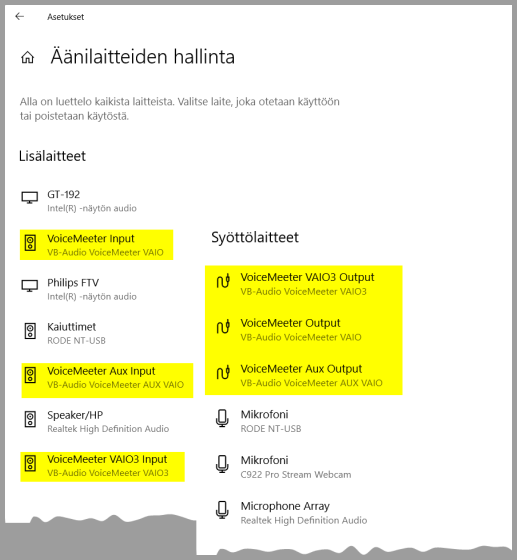 Asetukset
Äänilaitteiden hallinta
Alla on luettelo kaikista laitteista. Valitse laite, joka otetaan käyttöön
tai poistetaan käytöstä.
Lisälaitteet
GT-192
Intel(R) -näytön audio
VoiceMeeter Input
VB-Audio VoiceMeeter VAIO
Philips FTV
Intel(R) -näytön audio
Kaiuttimet
RODE NT-USB
VoiceMeeter Aux Input
VB-Audio VoiceMeeter AUX VAIO
Speaker/HP
Realtek High Definition Audio
VoiceMeeter VAIO3 Input
VB-Audio VoiceMeeter VAIO3
Syöttölaitteet
VoiceMeeter VAIO3 Output
VB-Audio VoiceMeeter VAIO3
VoiceMeeter Output
VB-Audio VoiceMeeter VAIO
VoiceMeeter Aux Output
VB-Audio VoiceMeeter AUX VAIO
Mikrofoni
RODE NT-USB
Mikrofoni
C922 Pro Stream Webcam
Microphone Array
Realtek High Definition Audio